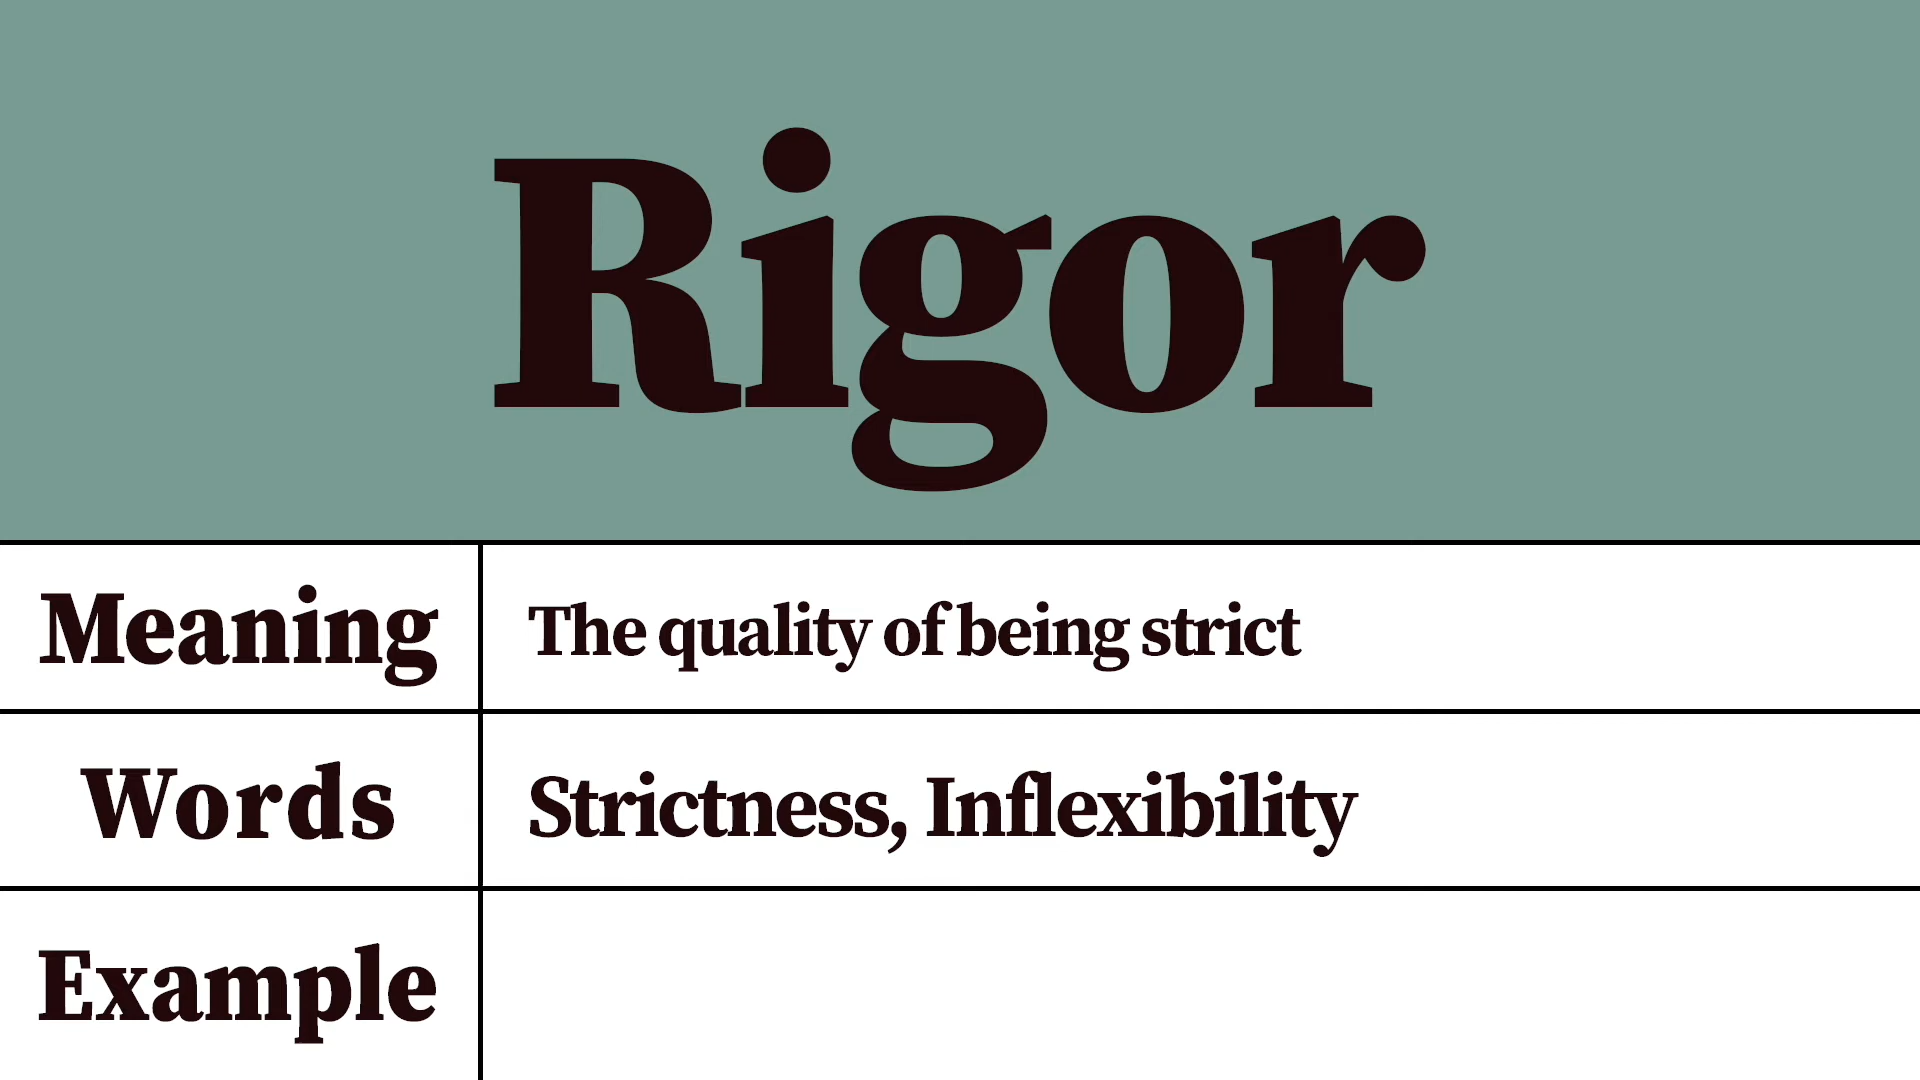 Rigor
Meaning The quality of being strict
Words Strictness, Inflexibility
Example